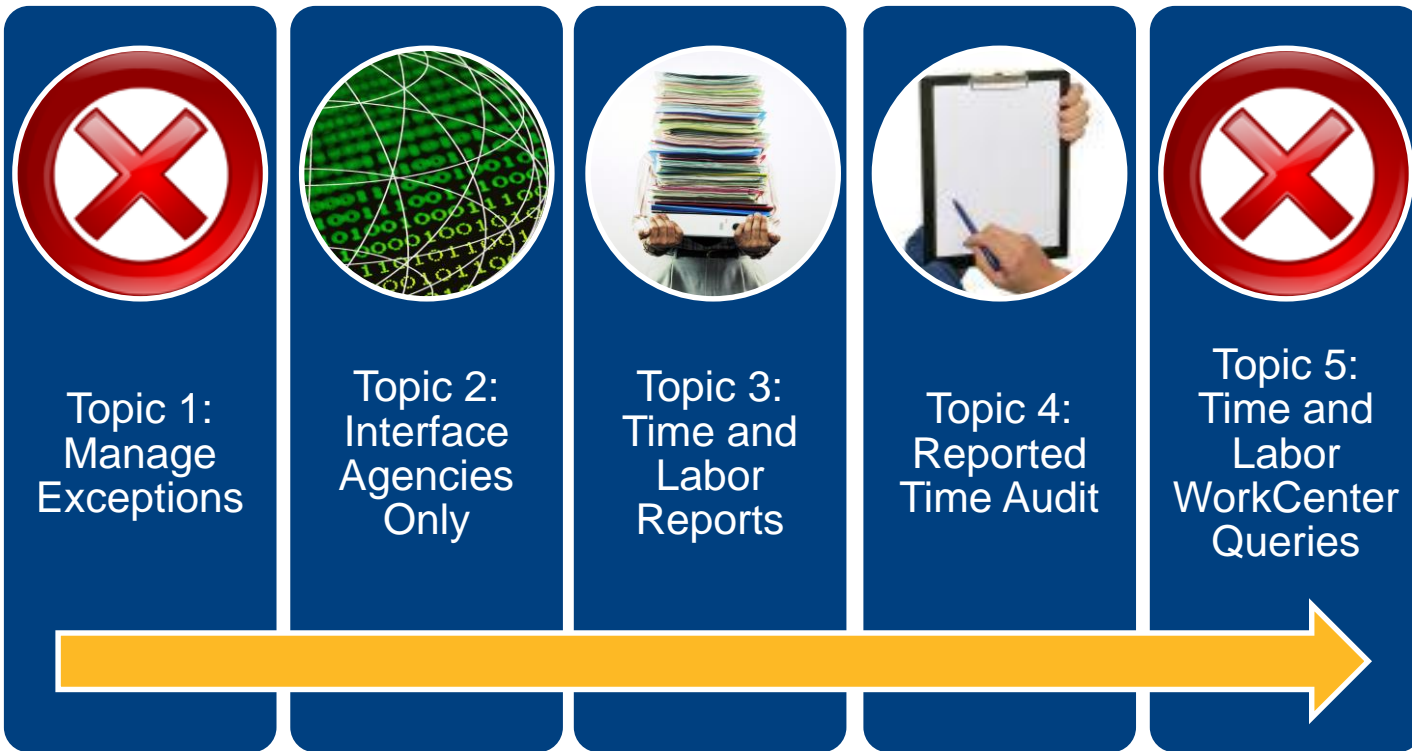 Topic 1:
Manage
Exceptions
Topic 2:
Interface
Agencies
Only
Topic 3:
Time and
Labor
Reports
Topic 4:
Reported
Time Audit
Topic 5:
Time and
Labor
WorkCenter
Queries